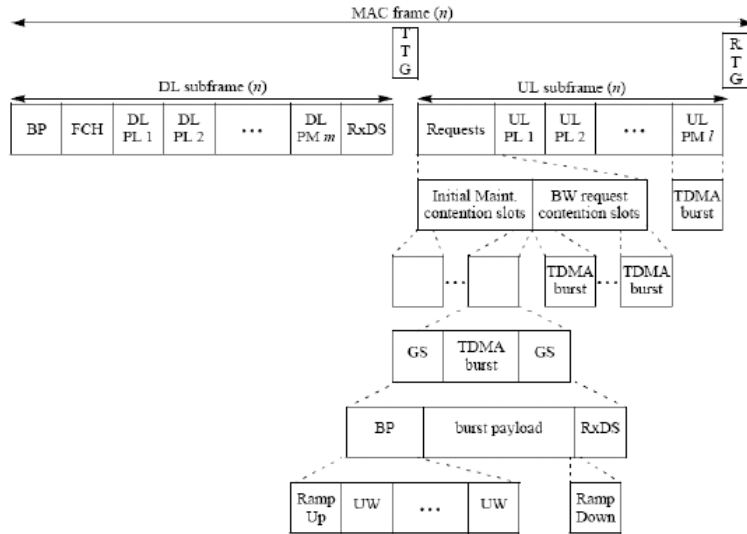 MAC frame (n)
T
T
G
R
T
G
DL subframe (n)
UL subframe (n)
BP
FCH
DL
PL 1
DL
PL 2
...
DL
PM m
RxDS
Requests
UL
PL 1
UL
PL 2
...
UL
PM l
Initial Maint.
contention slots
BW request
contention slots
TDMA
burst
...
TDMA
burst
...
TDMA
burst
GS
TDMA
burst
GS
BP
burst payload
RxDS
Ramp
Up
UW
...
UW
Ramp
Down